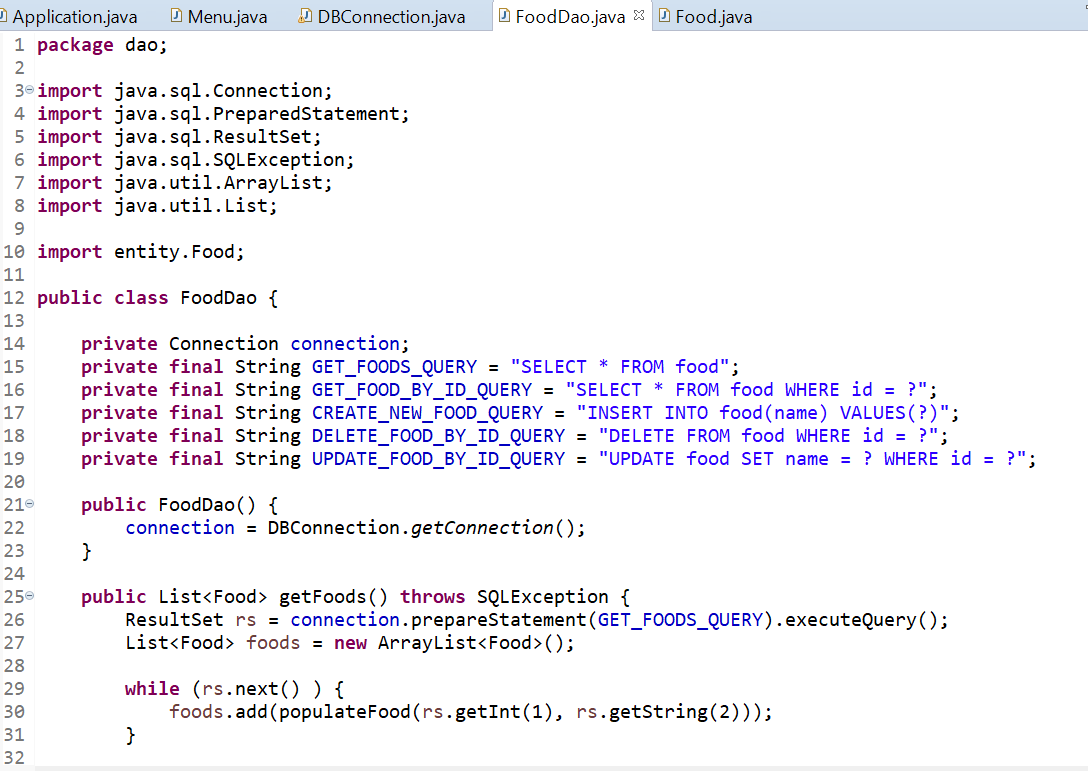 Application.java Menu.java DBConnection.java FoodDao.java Food.java
1 package dao;
2
3 import java.sql.Connection;
4 import java.sql.PreparedStatement;
5 import java.sql.ResultSet;
6 import java.sql.SQLException;
7 import java.util.ArrayList;
8 import java.util.List;
9
10 import entity.Food;
11
12 public class FoodDao {
13
14     private Connection connection;
15     private final String GET_FOODS_QUERY = "SELECT * FROM food";
16     private final String GET_FOOD_BY_ID_QUERY = "SELECT * FROM food WHERE id = ?";
17     private final String CREATE_NEW_FOOD_QUERY = "INSERT INTO food(name) VALUES(?)";
18     private final String DELETE_FOOD_BY_ID_QUERY = "DELETE FROM food WHERE id = ?";
19     private final String UPDATE_FOOD_BY_ID_QUERY = "UPDATE food SET name = ? WHERE id = ?";
20
21     public FoodDao() {
22         connection = DBConnection.getConnection();
23     }
24
25     public List<Food> getFoods() throws SQLException {
26         ResultSet rs = connection.prepareStatement(GET_FOODS_QUERY).executeQuery();
27         List<Food> foods = new ArrayList<Food>();
28
29         while (rs.next() ) {
30             foods.add(populateFood(rs.getInt(1), rs.getString(2)));
31         }
32